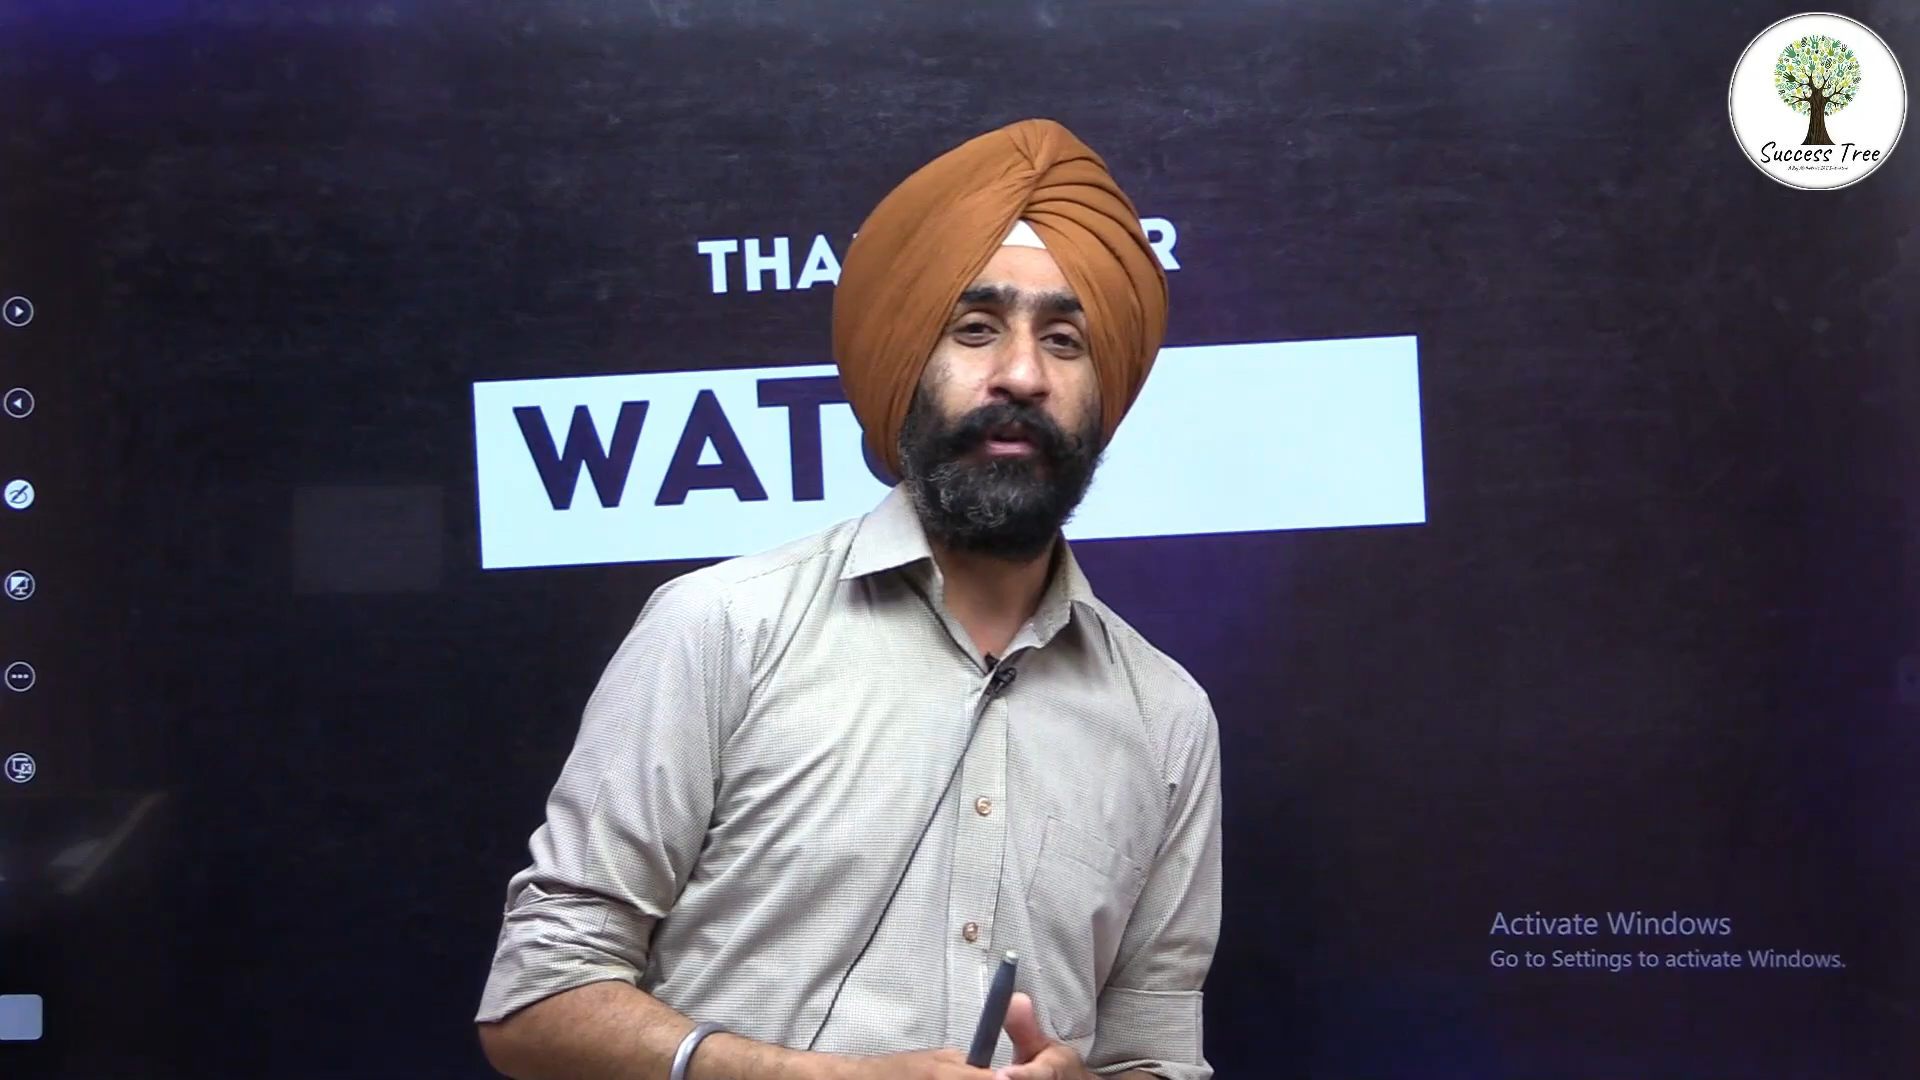 Success Tree
THA R
WAT
Activate Windows
Go to Settings to activate Windows.